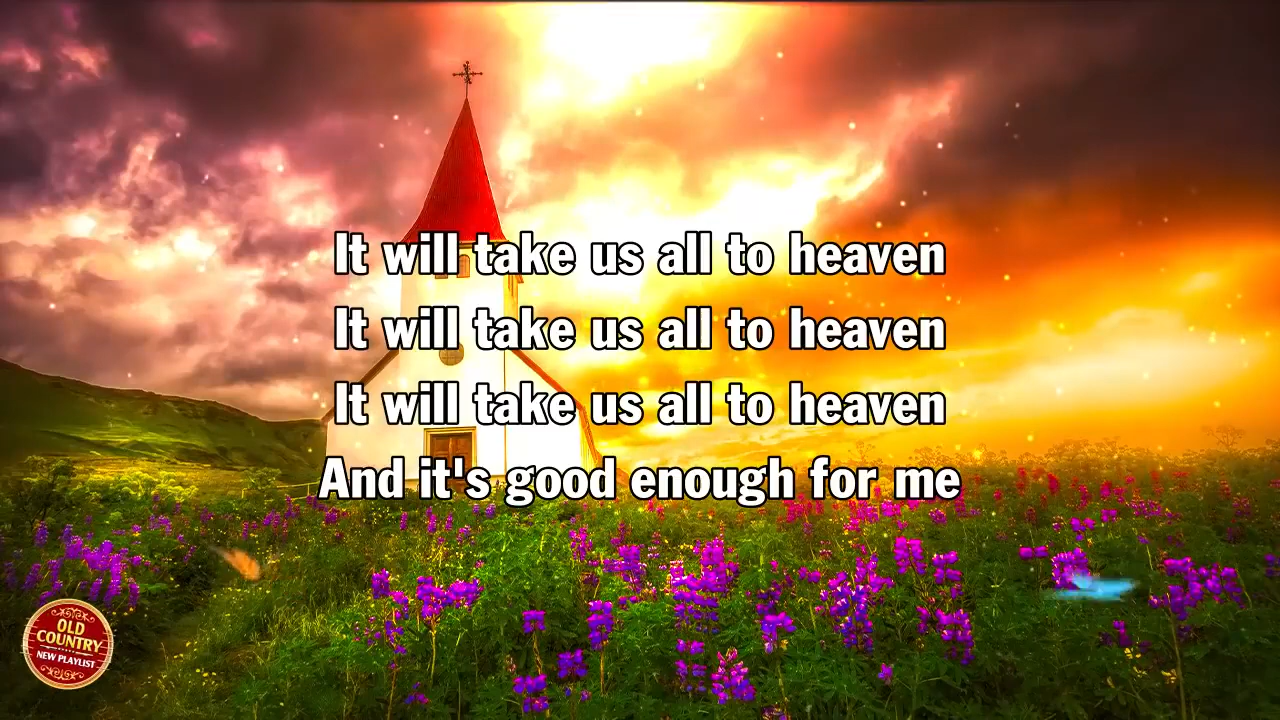 It will take us all to heaven
It will take us all to heaven
It will take us all to heaven
And it's good enough for me
OLD
COUNTRY
NEW PLAYLIST